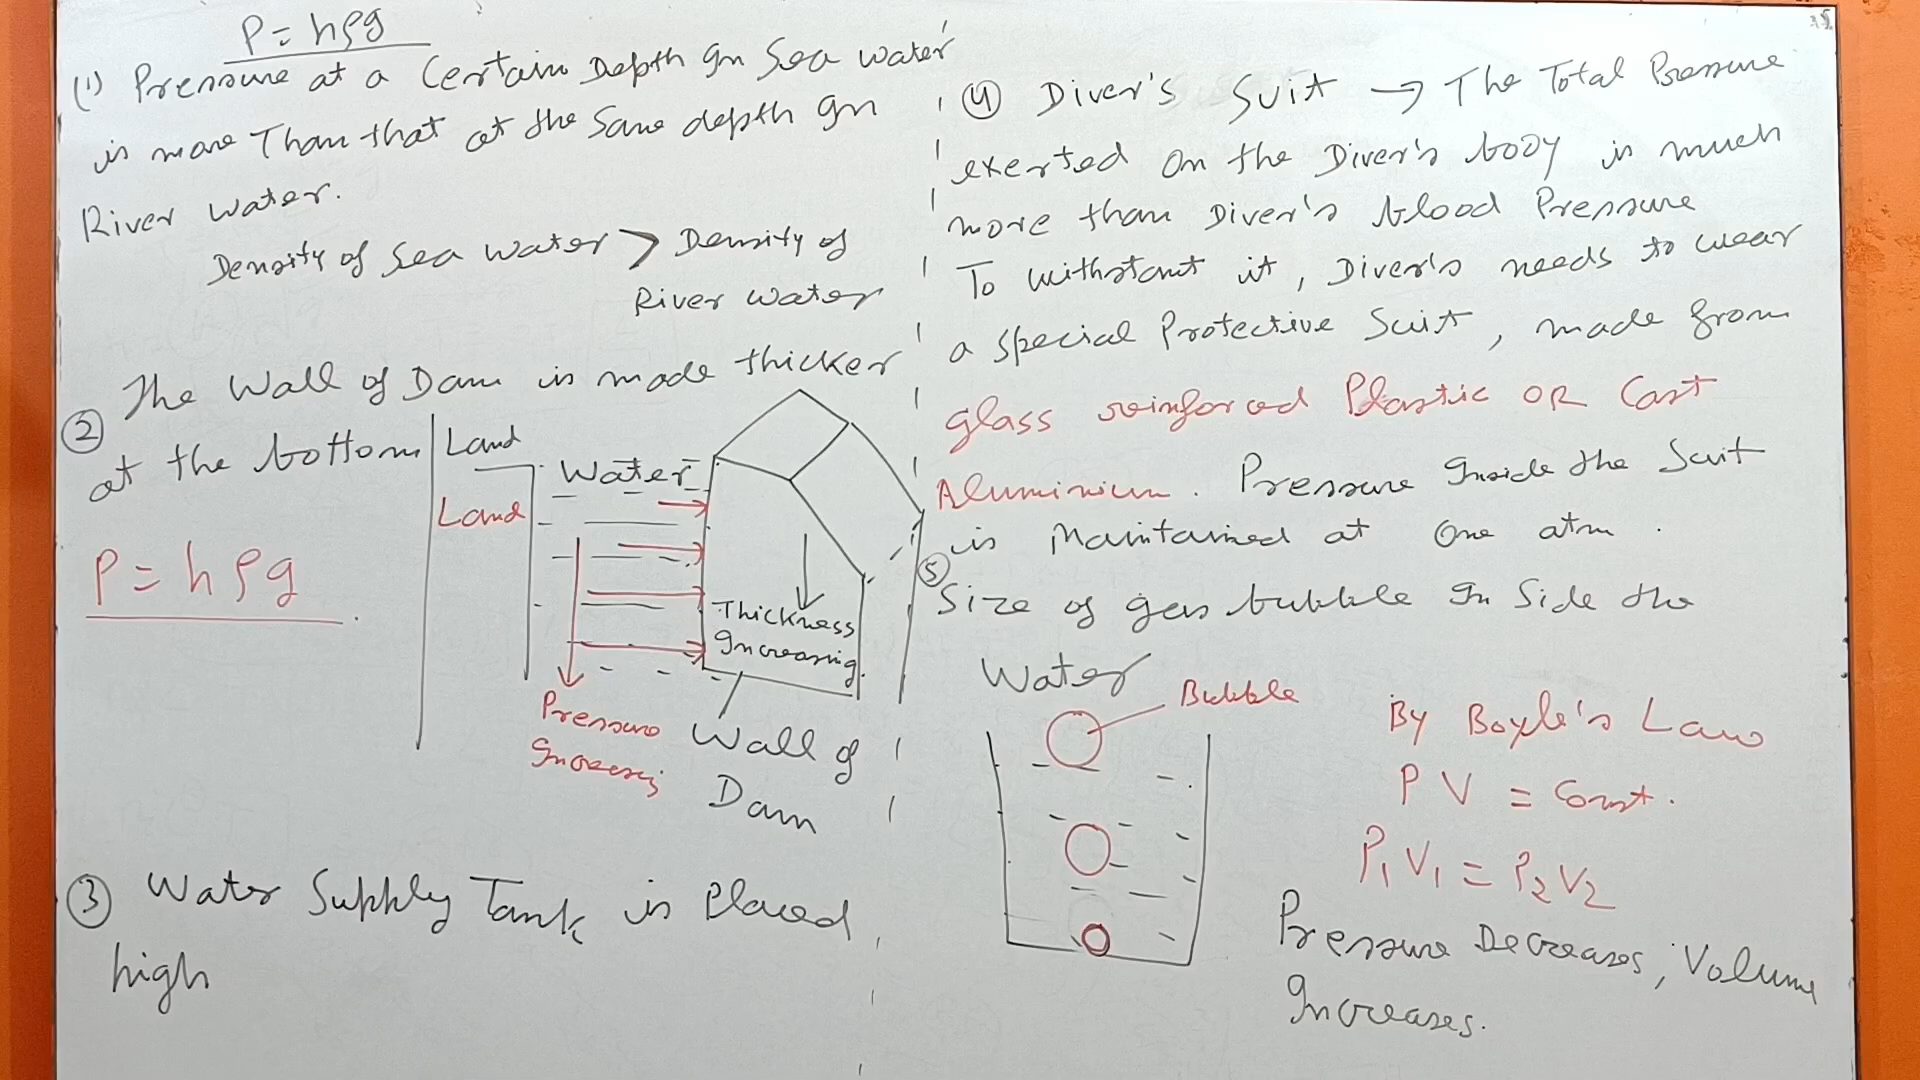 P = hρg
(1) Pressure at a Certain Depth In Sea water
is more Than that at the Same depth In
River water.
Density of Sea water > Density of
River water
② The Wall of Dam is made thicker
at the bottom
Land
Land
Water
P = hρg
Thickness
Increasing
Pressure
Increasing
Wall of
Dam
③ Water Supply Tank is Placed
high
④ Diver's Suit → The Total Pressure
exerted on the Diver's body is much
more than Diver's blood Pressure
To withstant it, Diver's needs to wear
a special Protective Suit, made from
glass reinforced Plastic OR Cast
Aluminium. Pressure Inside the Suit
is Maintained at One atm.
⑤ Size of gas bubble In Side the
Water
Bubble
By Boyle's Law
PV = Const.
P₁V₁ = P₂V₂
Pressure Decreases, Volume
Increases.